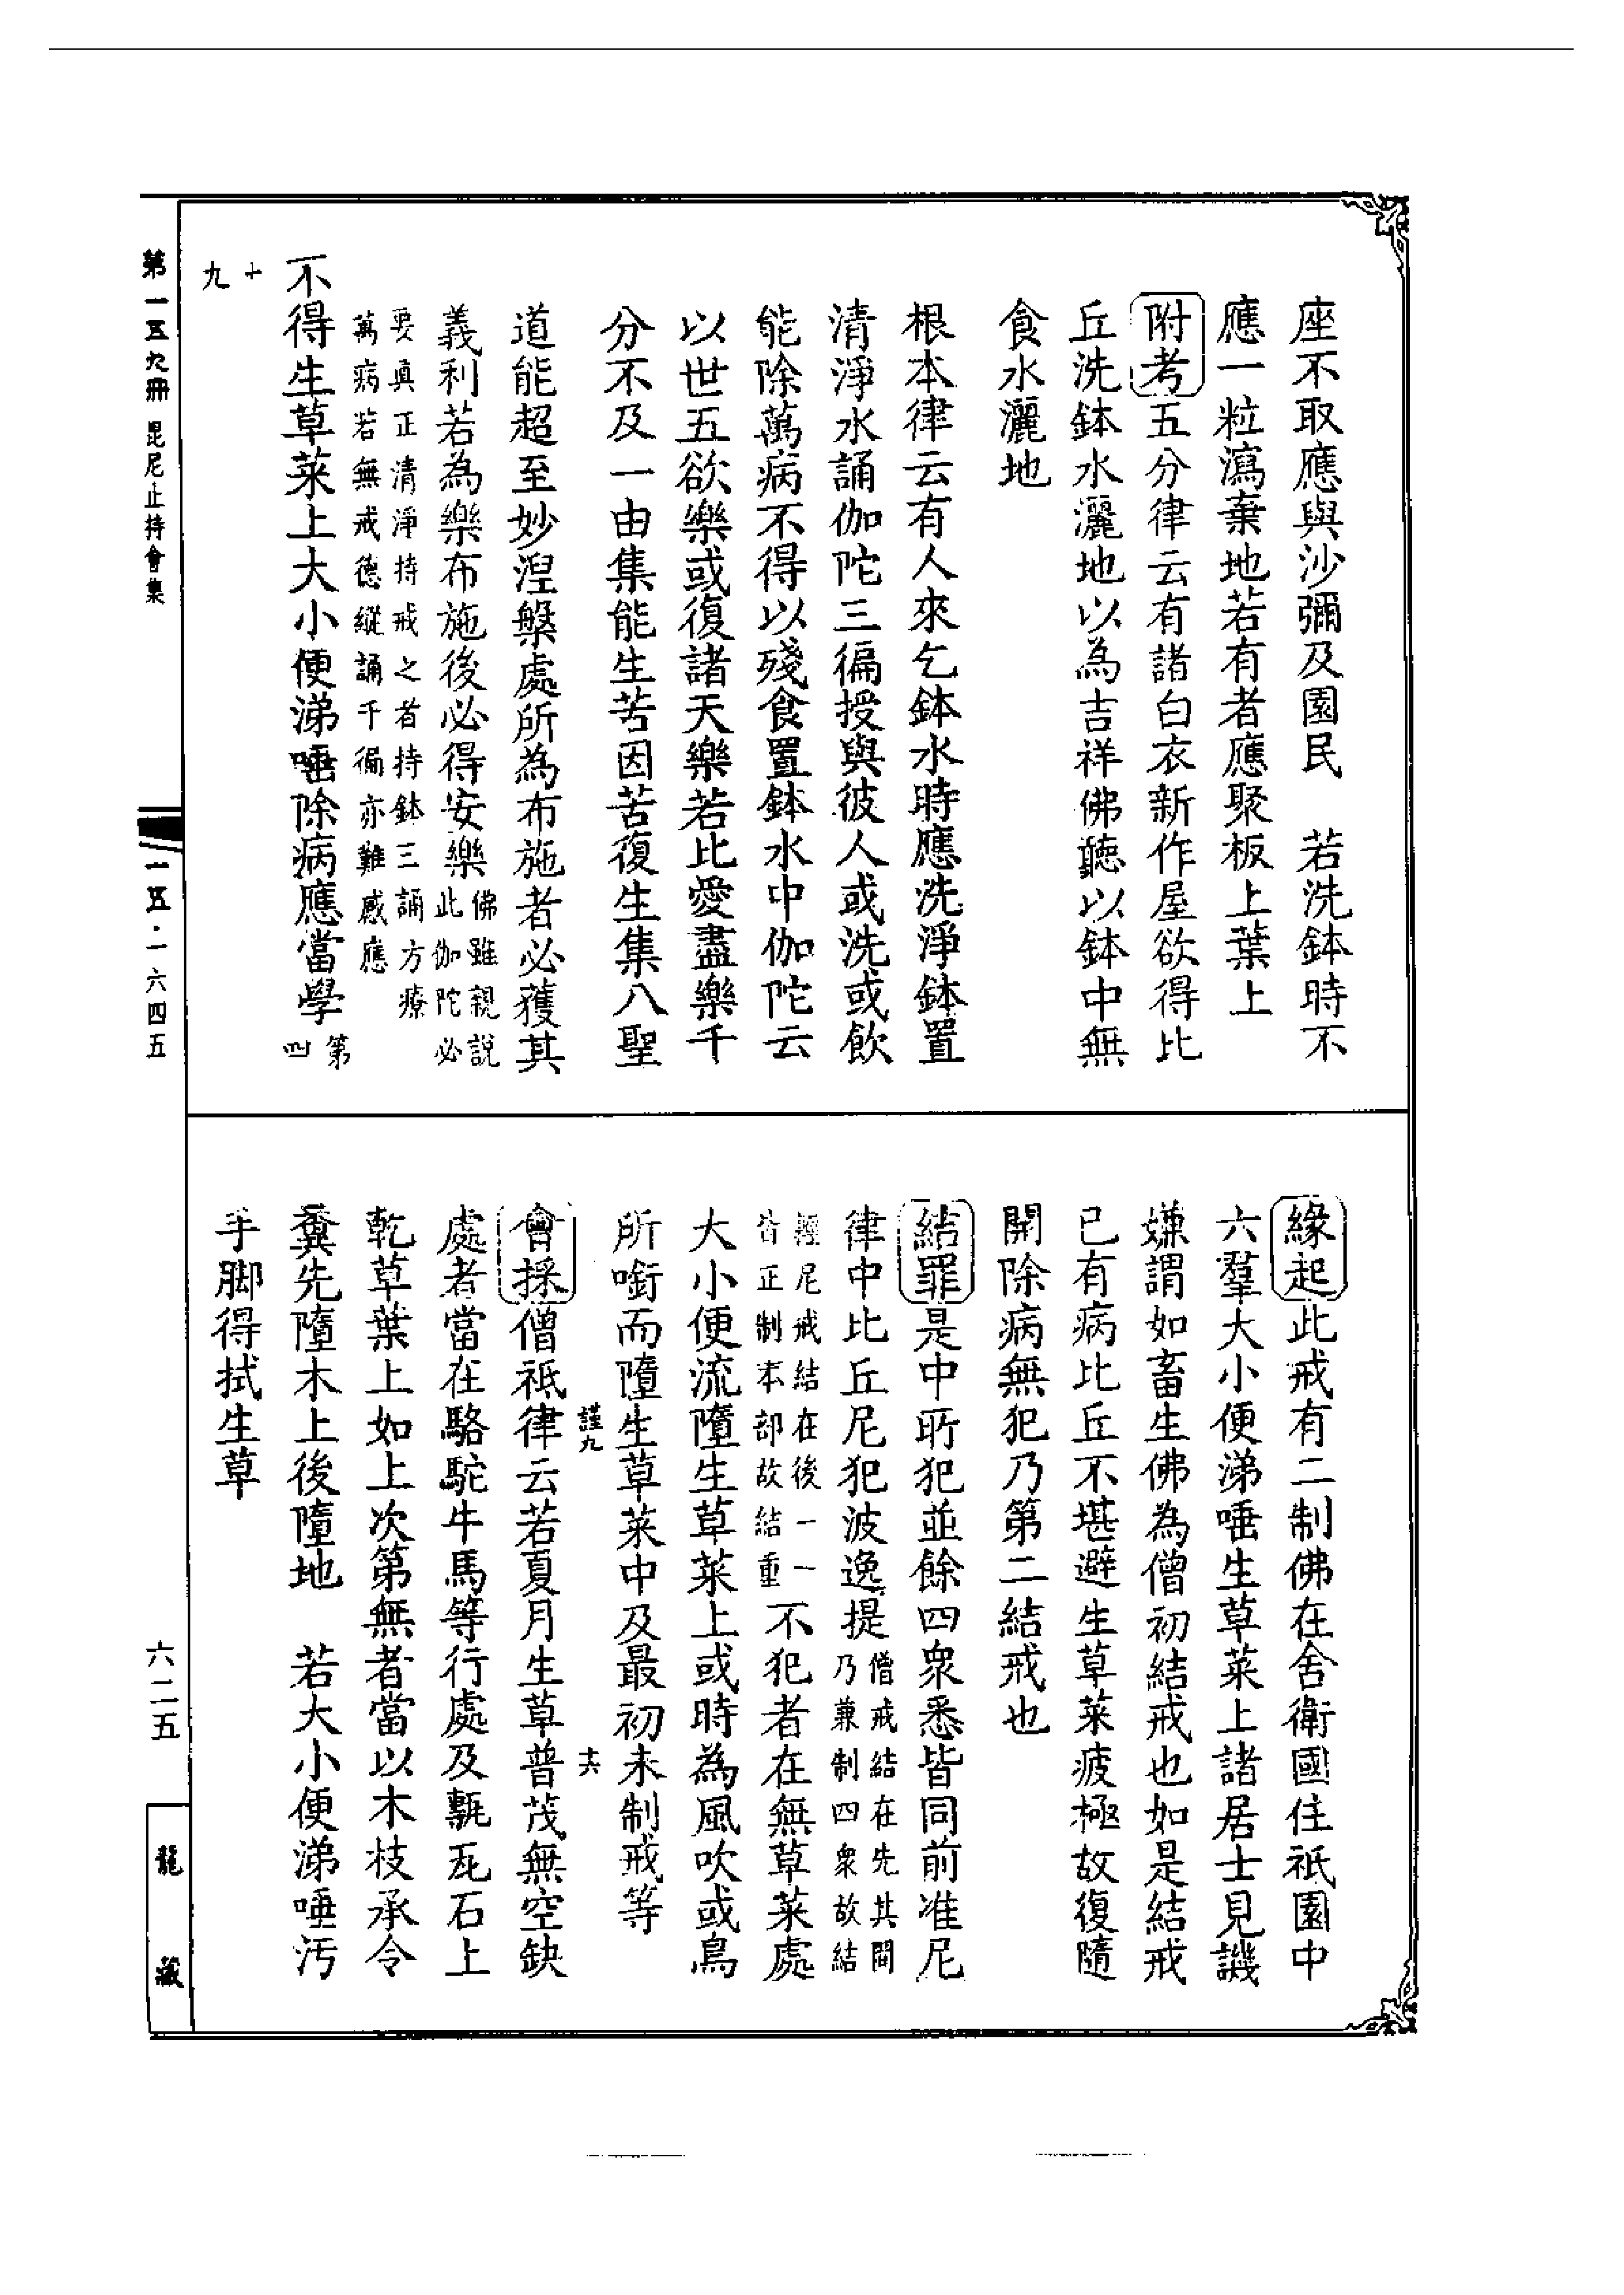 座不取應與沙彌及園民　若洗鉢時不
應一粒瀉棄地若有者應聚板上葉上
附考五分律云有諸白衣新作屋欲得比
丘洗鉢水灑地以為吉祥佛聽以鉢中無
食水灑地
根本律云有人來乞鉢水時應洗淨鉢置
清淨水誦伽陀三徧授與彼人或洗或飲
能除萬病不得以殘食置鉢水中伽陀云
以世五欲樂或復諸天樂若比愛盡樂千
分不及一由集能生苦因苦復生集八聖
道能超至妙涅槃處所為布施者必獲其
義利若為樂布施後必得安樂佛雖親說此伽陀必
要真正清淨持戒之者持鉢三誦方療
萬病若無戒德縱誦千徧亦難感應
不得生草菜上大小便涕唾除病應當學第四
十九
緣起此戒有二制佛在舍衛國住祇園中
六羣大小便涕唾生草菜上諸居士見譏
嫌謂如畜生佛為僧初結戒也如是結戒
已有病比丘不堪避生草菜疲極故復隨
開除病無犯乃第二結戒也
結罪是中所犯並餘四衆悉皆同前准尼
律中比丘尼犯波逸提僧戒結在先其間乃兼制四衆故結
輕尼戒結在後一一皆正制本部故結重不犯者在無草菜處
大小便流墮生草菜上或時為風吹或鳥
所銜而墮生草菜中及最初未制戒等
謹九
十六
會採僧祇律云若夏月生草普茂無空缺
處者當在駱駝牛馬等行處及甎瓦石上
乾草葉上如上次第無者當以木枝承令
糞先墮木上後墮地　若大小便涕唾污
手脚得拭生草
第一五九冊　毘尼止持會集
一五·一六四五
六二五
龍藏